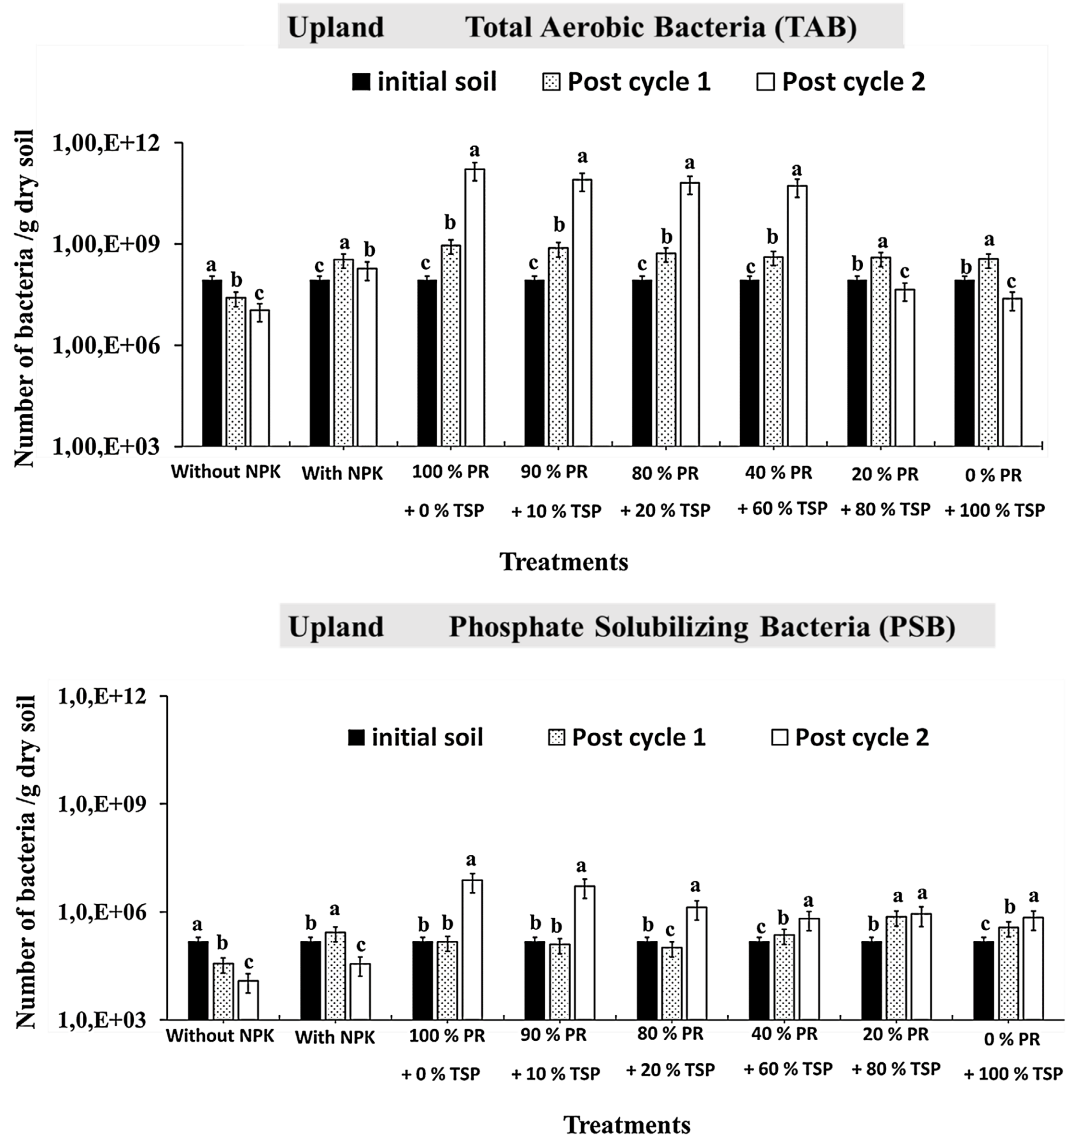 Upland Total Aerobic Bacteria (TAB)
initial soil Post cycle 1 Post cycle 2
Number of bacteria /g dry soil
1,00,E+12
1,00,E+09
1,00,E+06
1,00,E+03
a b c c a b c b a c b a c b a c b a b a c b a c
Without NPK With NPK 100 % PR 90 % PR 80 % PR 40 % PR 20 % PR 0 % PR
+ 0 % TSP + 10 % TSP + 20 % TSP + 60 % TSP + 80 % TSP + 100 % TSP
Treatments
Upland Phosphate Solubilizing Bacteria (PSB)
initial soil Post cycle 1 Post cycle 2
Number of bacteria /g dry soil
1,0,E+12
1,0,E+09
1,0,E+06
1,0,E+03
a b c b a c b b a b b a b c a c b a b a a c b a
Without NPK With NPK 100 % PR 90 % PR 80 % PR 40 % PR 20 % PR 0 % PR
+ 0 % TSP + 10 % TSP + 20 % TSP + 60 % TSP + 80 % TSP + 100 % TSP
Treatments